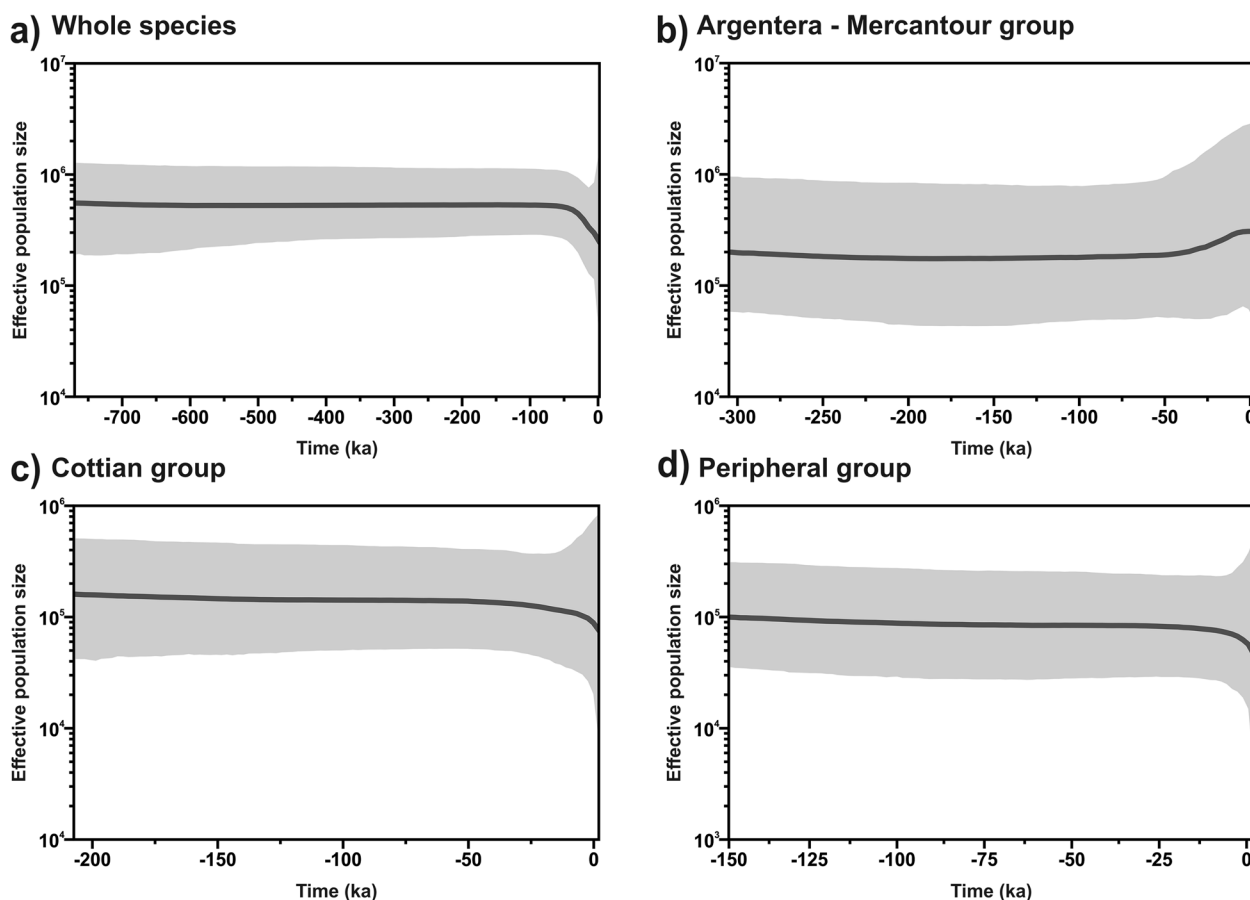 a) Whole species
b) Argentera - Mercantour group
10⁷
10⁶
10⁵
10⁴
Effective population size
-700 -600 -500 -400 -300 -200 -100 0
Time (ka)
10⁷
10⁶
10⁵
10⁴
Effective population size
-300 -250 -200 -150 -100 -50 0
Time (ka)
c) Cottian group
d) Peripheral group
10⁶
10⁵
10⁴
10⁴
Effective population size
-200 -150 -100 -50 0
Time (ka)
10⁶
10⁵
10⁴
10³
Effective population size
-150 -125 -100 -75 -50 -25 0
Time (ka)